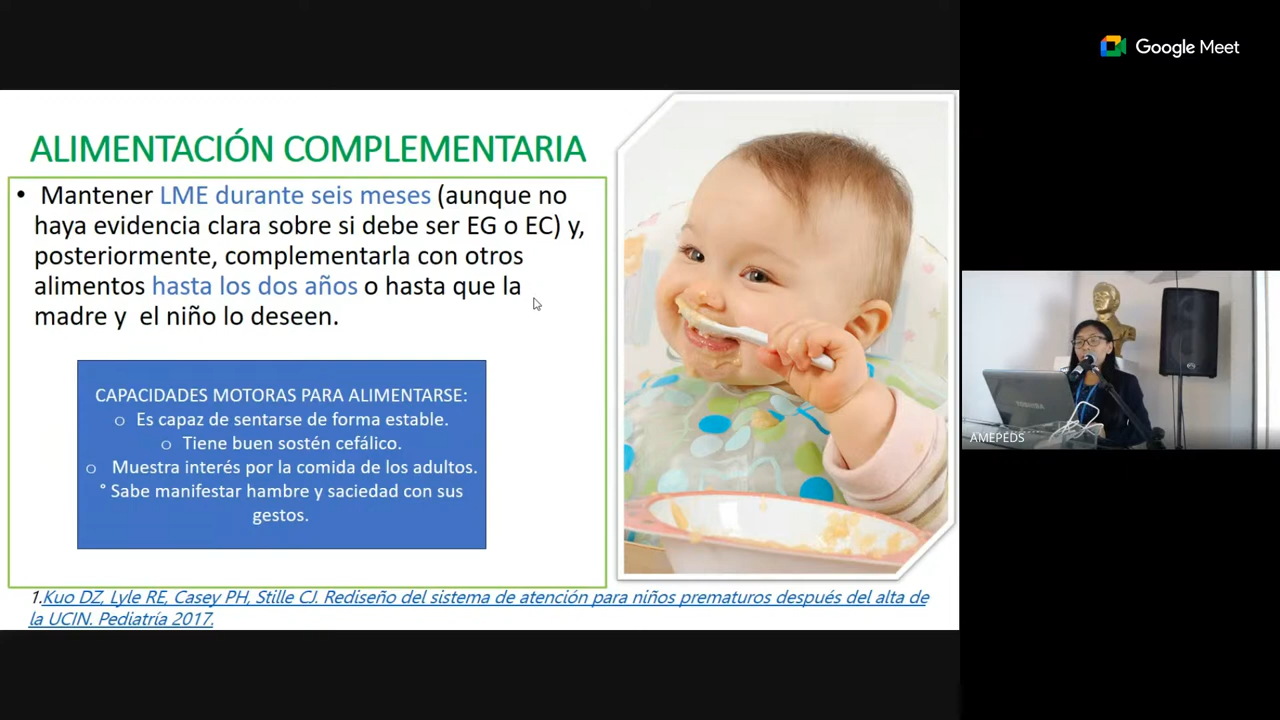 Google Meet
ALIMENTACIÓN COMPLEMENTARIA
• Mantener LME durante seis meses (aunque no
haya evidencia clara sobre si debe ser EG o EC) y,
posteriormente, complementarla con otros
alimentos hasta los dos años o hasta que la
madre y el niño lo deseen.
CAPACIDADES MOTORAS PARA ALIMENTARSE:
o Es capaz de sentarse de forma estable.
o Tiene buen sostén cefálico.
o Muestra interés por la comida de los adultos.
° Sabe manifestar hambre y saciedad con sus
gestos.
1.Kuo DZ, Lyle RE, Casey PH, Stille CJ. Rediseño del sistema de atención para niños prematuros después del alta de
la UCIN. Pediatría 2017.
TOSHIBA
AMEPEDS